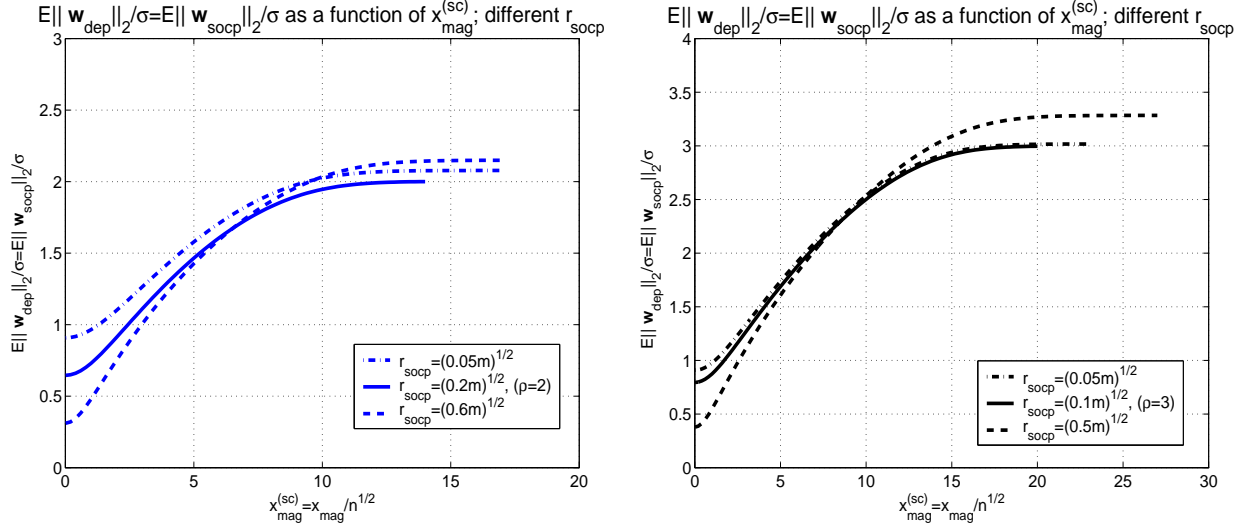 E|| w_dep||_2/σ=E|| w_socp||_2/σ as a function of x_mag^(sc); different r_socp
3
2.5
2
1.5
1
0.5
0
E|| w_dep||_2/σ=E|| w_socp||_2/σ
r_socp=(0.05m)^1/2
r_socp=(0.2m)^1/2, (ρ=2)
r_socp=(0.6m)^1/2
0 5 10 15 20
x_mag^(sc)=x_mag/n^1/2
E|| w_dep||_2/σ=E|| w_socp||_2/σ as a function of x_mag^(sc); different r_socp
4
3.5
3
2.5
2
1.5
1
0.5
0
E|| w_dep||_2/σ=E|| w_socp||_2/σ
r_socp=(0.05m)^1/2
r_socp=(0.1m)^1/2, (ρ=3)
r_socp=(0.5m)^1/2
0 5 10 15 20 25 30
x_mag^(sc)=x_mag/n^1/2